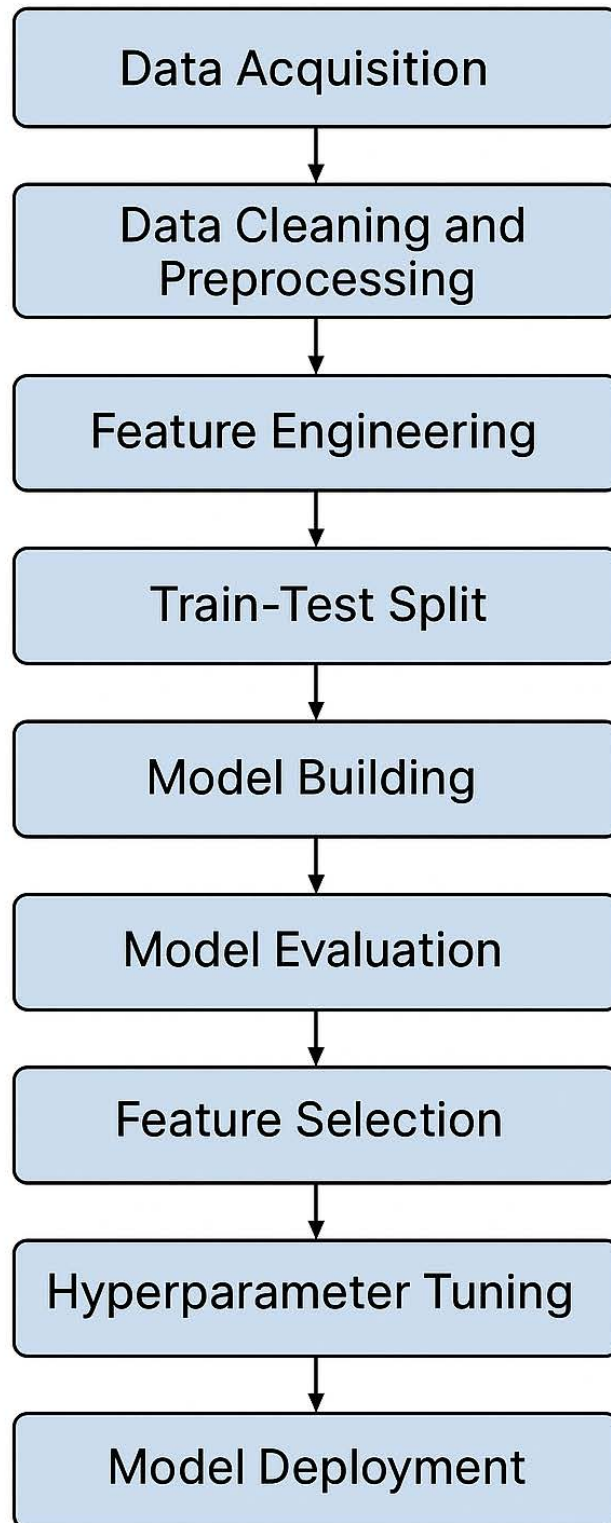 Data Acquisition
Data Cleaning and
Preprocessing
Feature Engineering
Train-Test Split
Model Building
Model Evaluation
Feature Selection
Hyperparameter Tuning
Model Deployment